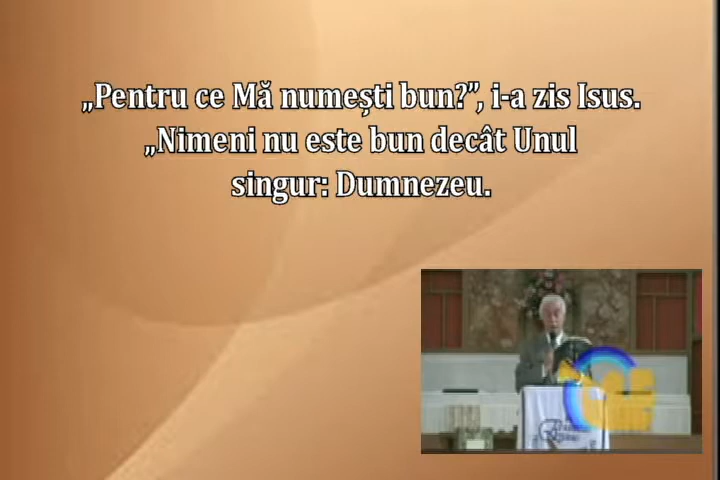 „Pentru ce Mă numești bun?”, i-a zis Isus.
„Nimeni nu este bun decât Unul
singur: Dumnezeu.